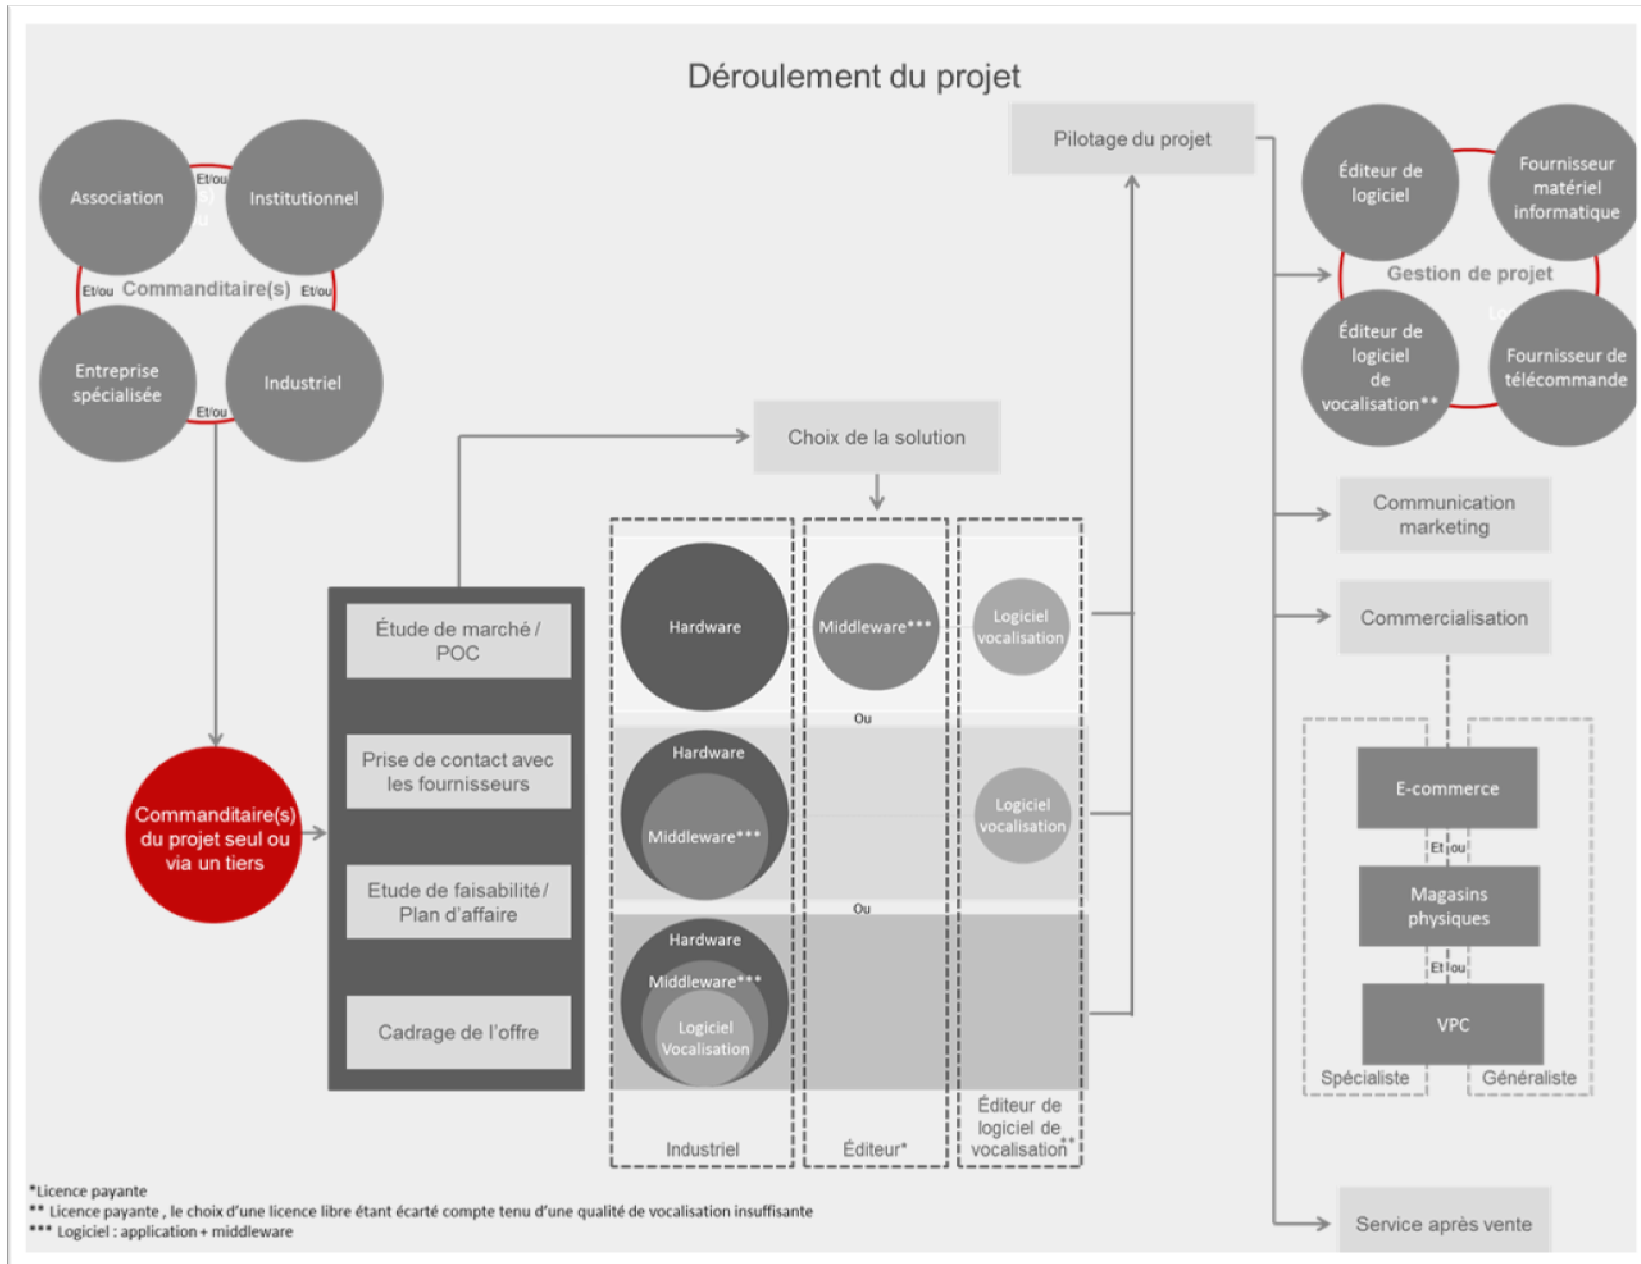 Déroulement du projet
Association
Et/ou
Institutionnel
Et/ou
Commanditaire(s)
Et/ou
Entreprise
spécialisée
Industriel
Et/ou
Commanditaire(s)
du projet seul ou
via un tiers
Étude de marché /
POC
Prise de contact avec
les fournisseurs
Etude de faisabilité /
Plan d'affaire
Cadrage de l'offre
Choix de la solution
Hardware
Middleware***
Logiciel
vocalisation
Ou
Hardware
Middleware***
Logiciel
vocalisation
Ou
Hardware
Middleware***
Logiciel
Vocalisation
Industriel
Éditeur*
Éditeur de
logiciel de
vocalisation**
Pilotage du projet
Éditeur de
logiciel
Fournisseur
matériel
informatique
Gestion de projet
Éditeur de
logiciel
de
vocalisation**
Fournisseur de
télécommande
Communication
marketing
Commercialisation
E-commerce
Et/ou
Magasins
physiques
Et/ou
VPC
Spécialiste
Généraliste
Service après vente
*Licence payante
** Licence payante , le choix d'une licence libre étant écarté compte tenu d'une qualité de vocalisation insuffisante
*** Logiciel : application + middleware